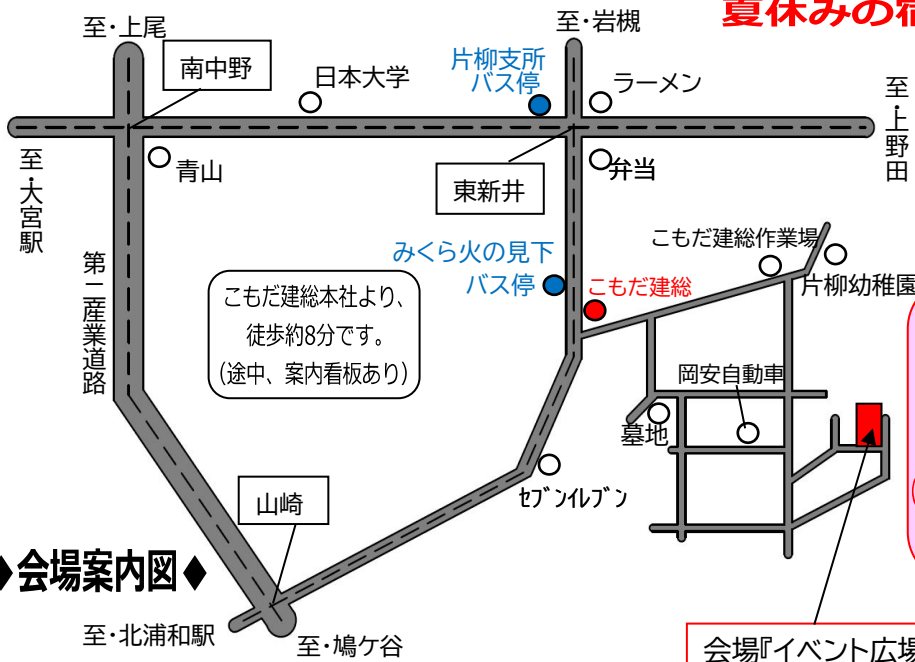 夏休みの宿
至・上尾
至・岩槻
南中野
日本大学
片柳支所
バス停
ラーメン
至・上野田
至・大宮駅
青山
東新井
弁当
みくら火の見下
バス停
こもだ建総
こもだ建総作業場
片柳幼稚園
第二産業道路
こもだ建総本社より、
徒歩約8分です。
(途中、案内看板あり)
岡安自動車
墓地
セブンイレブン
山崎
◆会場案内図◆
至・北浦和駅
至・鳩ケ谷
会場『イベント広場